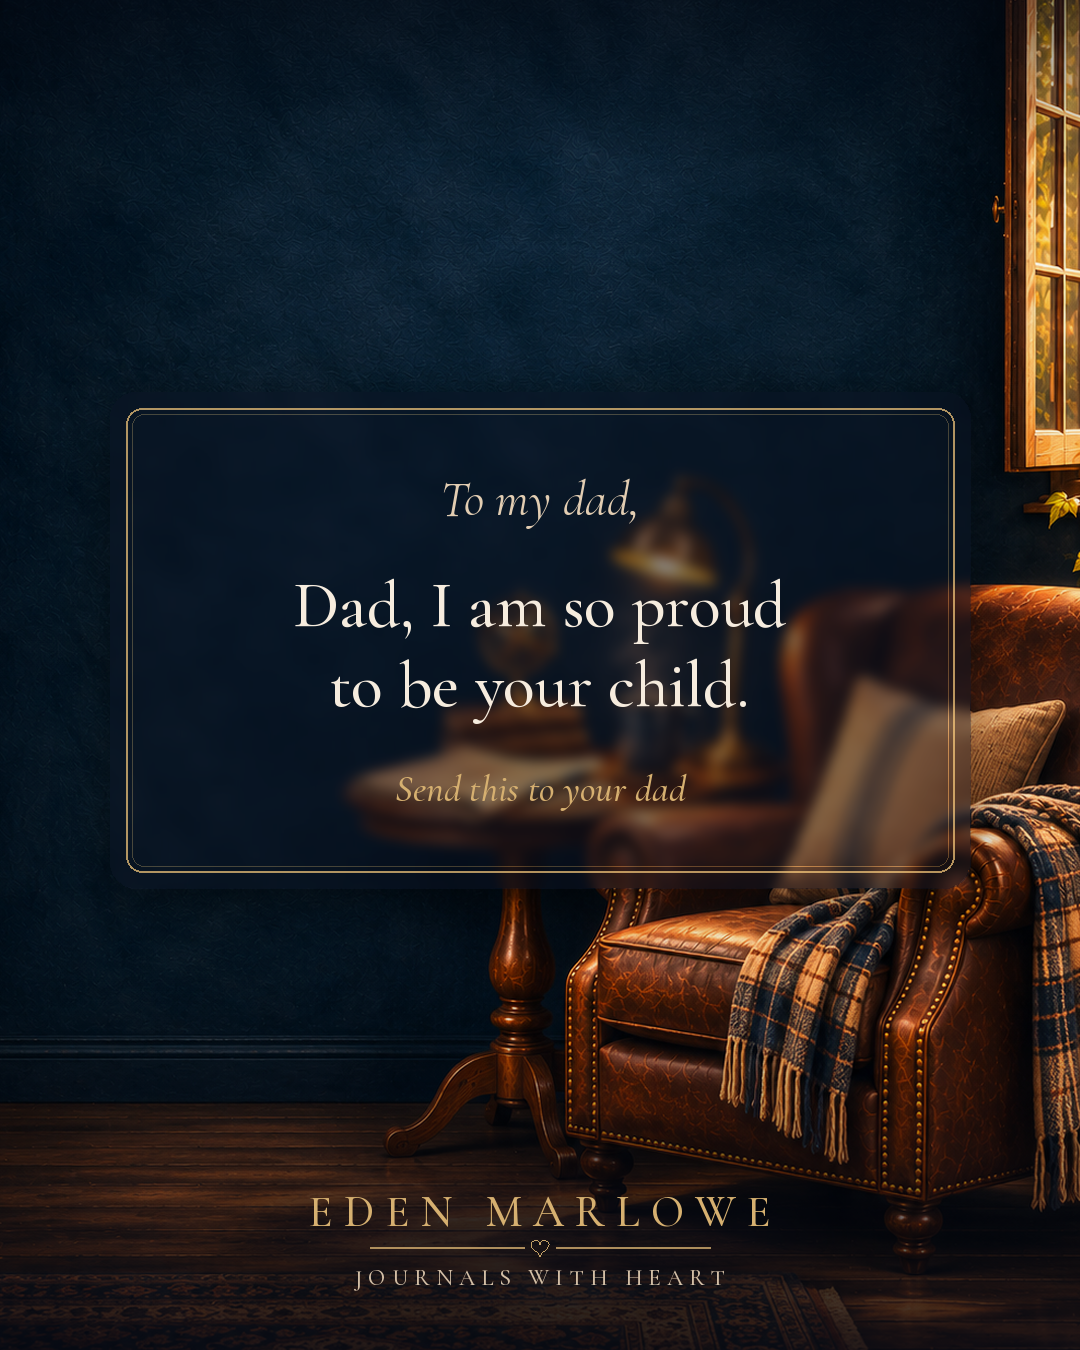 To my dad,
Dad, I am so proud
to be your child.
Send this to your dad
EDEN MARLOWE
JOURNALS WITH HEART